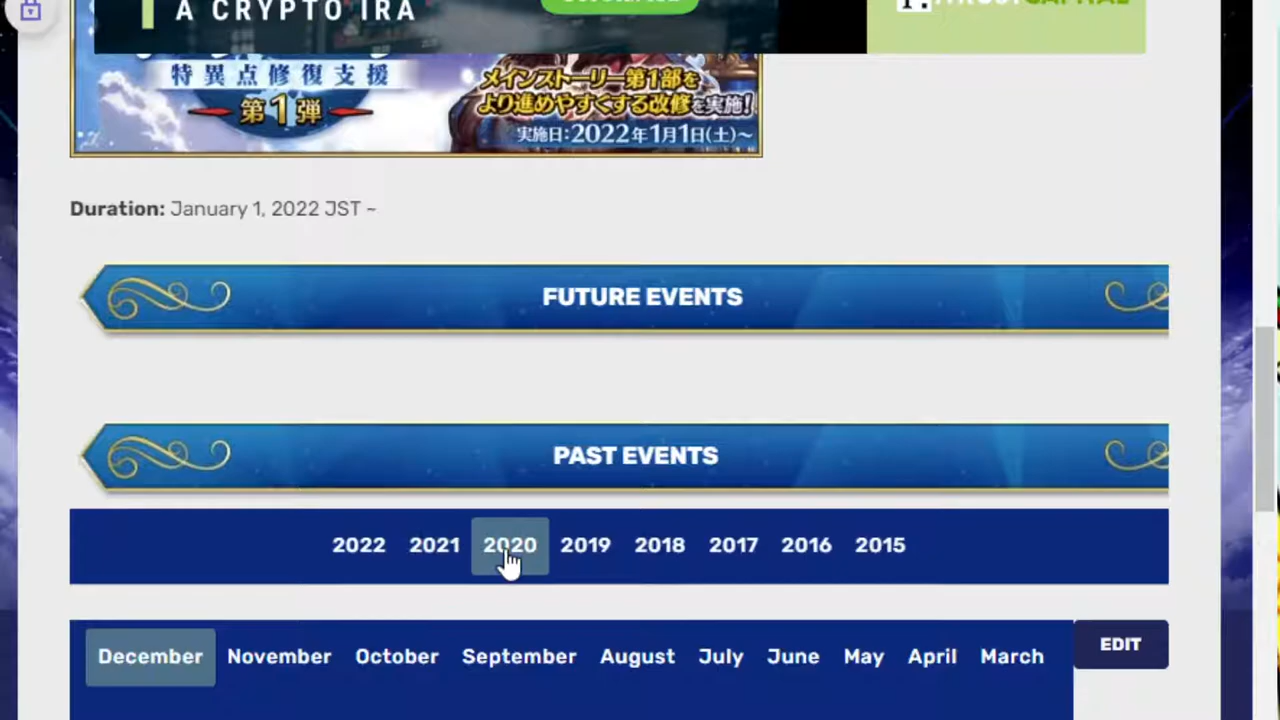 A CRYPTO IRA
特異点修復支援
第1弾
メインストーリー第1部を
より進めやすくする改修を実施!
実施日:2022年1月1日(土)~
Duration: January 1, 2022 JST ~
FUTURE EVENTS
PAST EVENTS
2022 2021 2020 2019 2018 2017 2016 2015
December November October September August July June May April March
EDIT